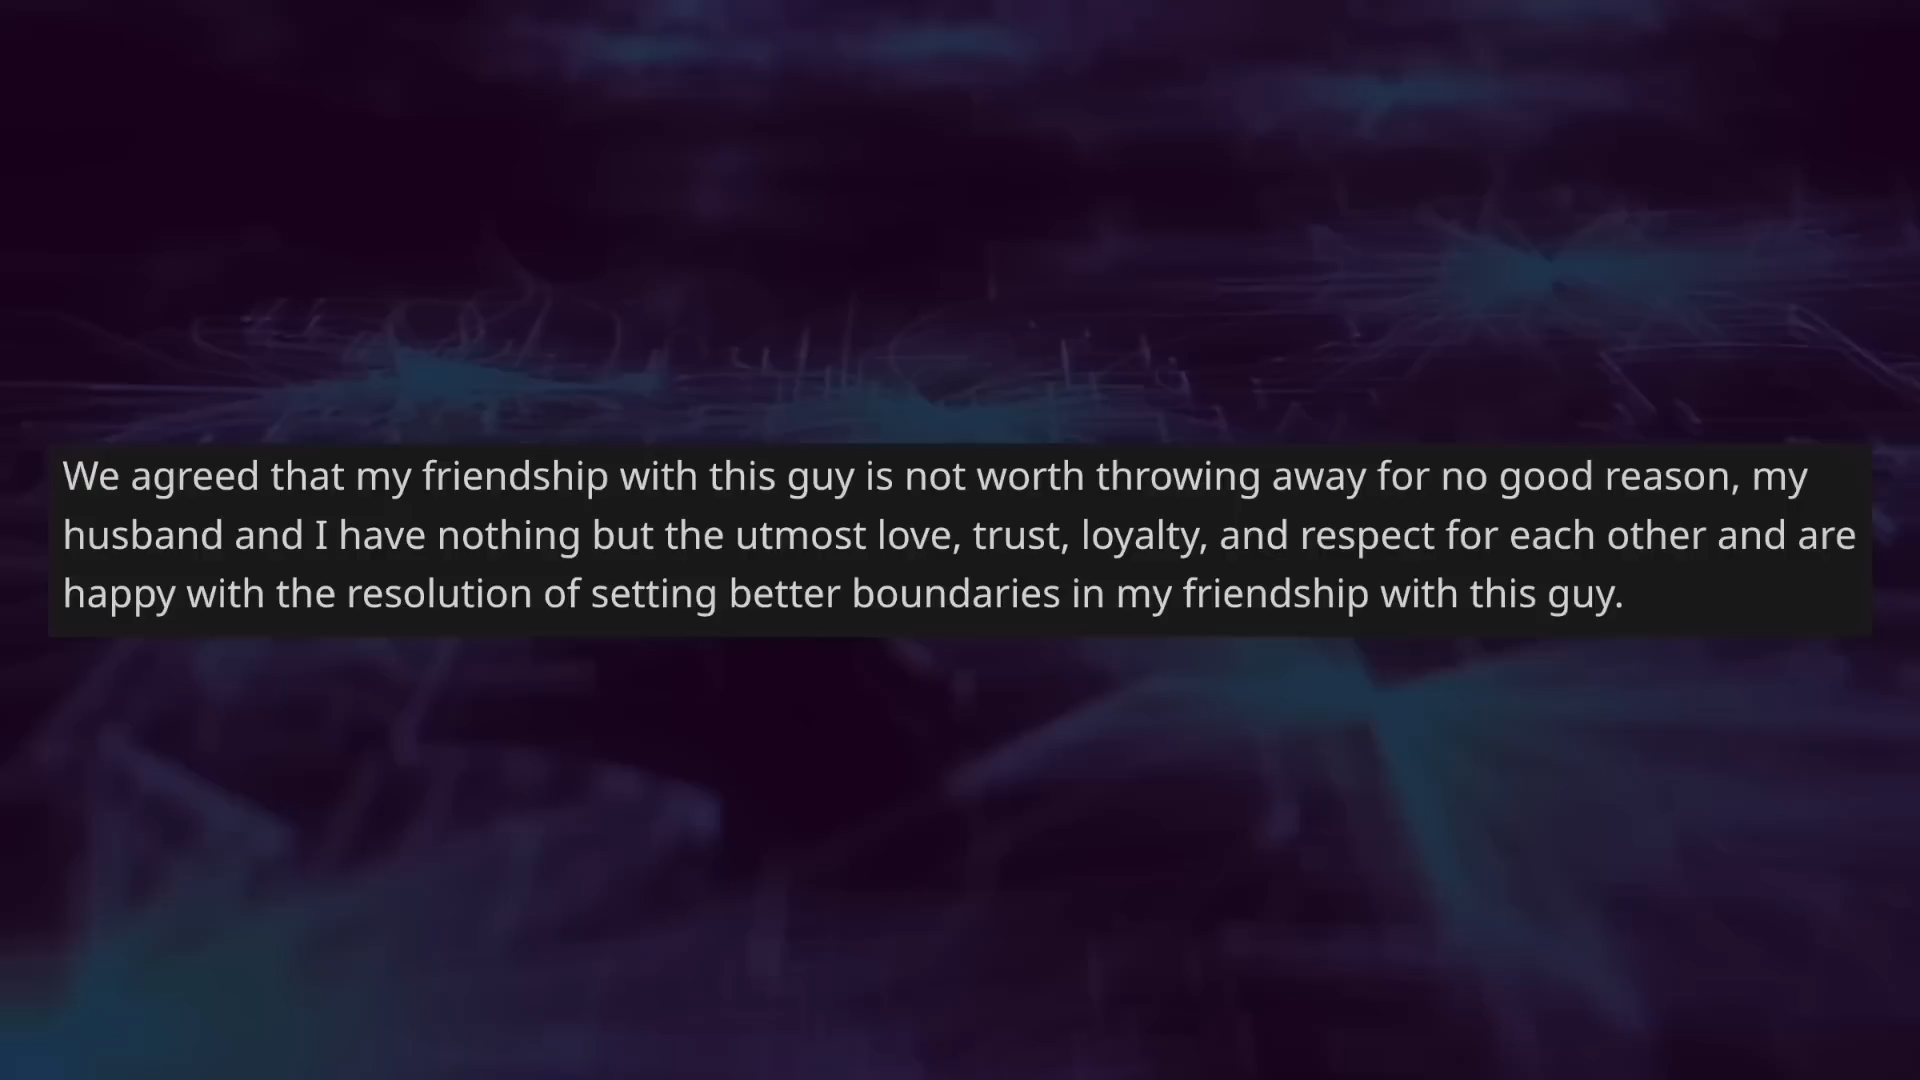 We agreed that my friendship with this guy is not worth throwing away for no good reason, my
husband and I have nothing but the utmost love, trust, loyalty, and respect for each other and are
happy with the resolution of setting better boundaries in my friendship with this guy.